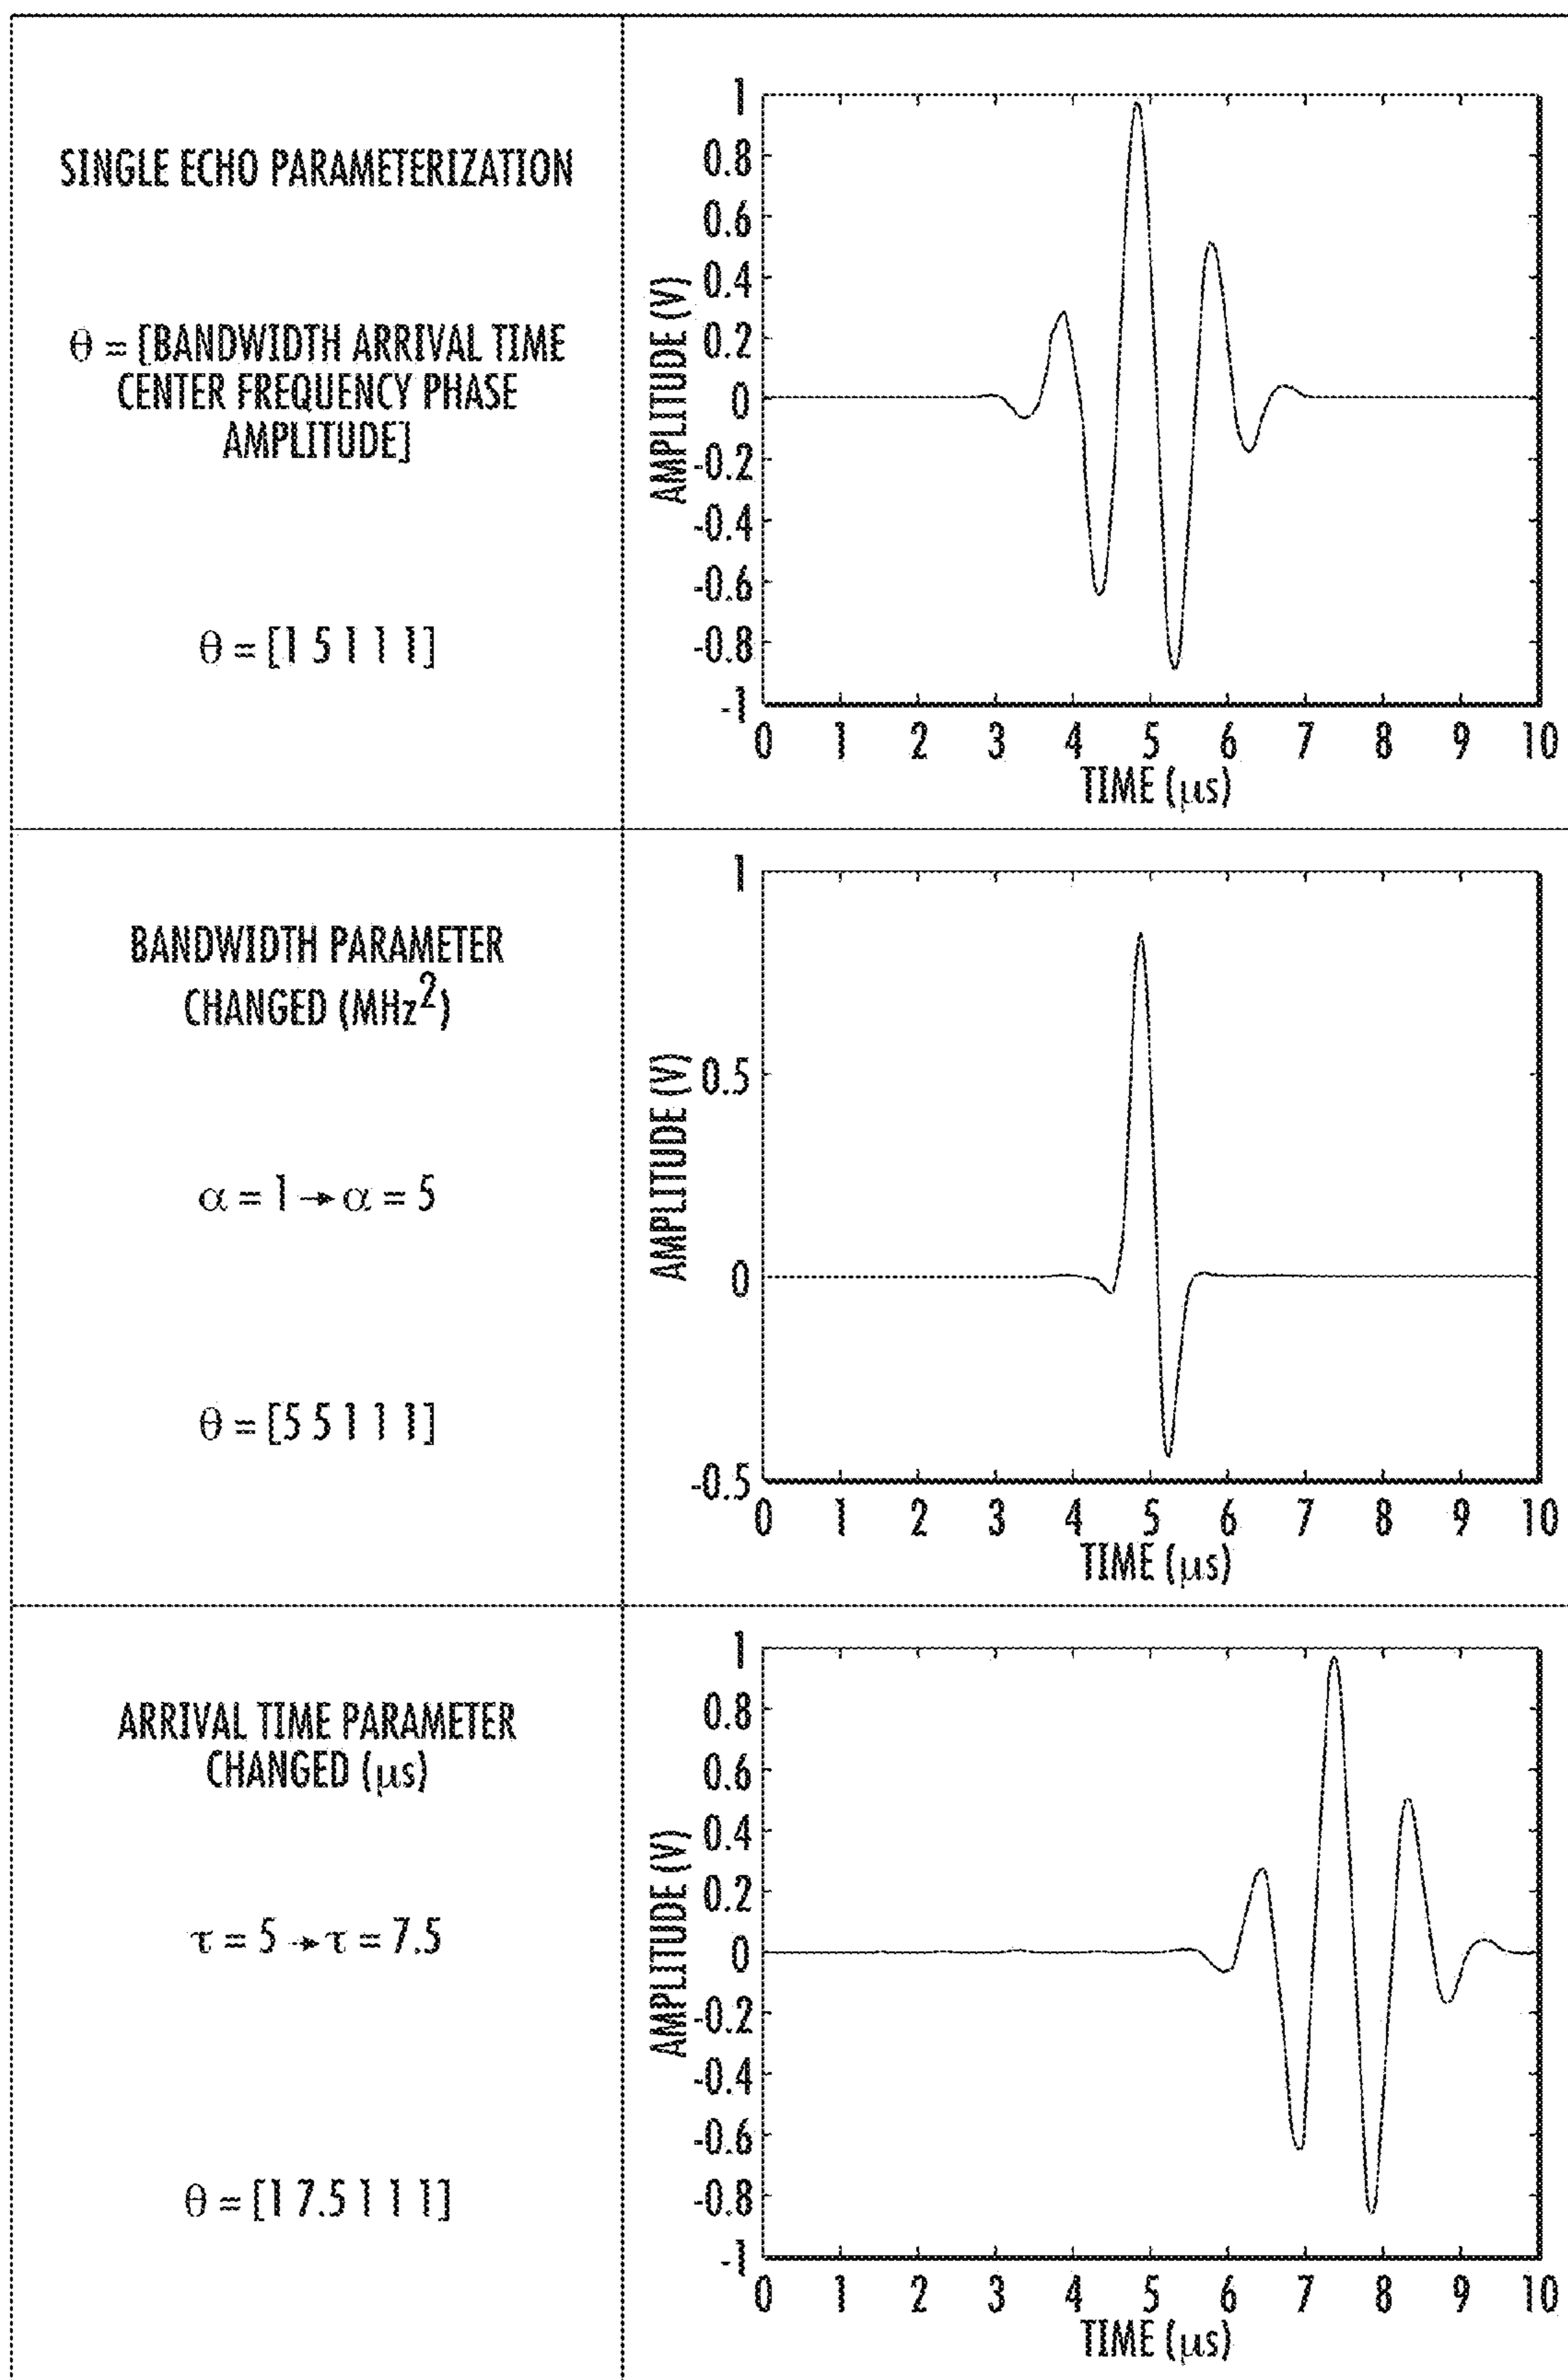 SINGLE ECHO PARAMETERIZATION
θ = [BANDWIDTH ARRIVAL TIME
CENTER FREQUENCY PHASE
AMPLITUDE]
θ = [1 5 1 1 1]
AMPLITUDE (V)
1
0.8
0.6
0.4
0.2
0
-0.2
-0.4
-0.6
-0.8
-1
0 1 2 3 4 5 6 7 8 9 10
TIME (μs)
BANDWIDTH PARAMETER
CHANGED (MHz²)
α = 1 → α = 5
θ = [5 5 1 1 1]
AMPLITUDE (V)
1
0.5
0
-0.5
0 1 2 3 4 5 6 7 8 9 10
TIME (μs)
ARRIVAL TIME PARAMETER
CHANGED (μs)
τ = 5 → τ = 7.5
θ = [1 7.5 1 1 1]
AMPLITUDE (V)
1
0.8
0.6
0.4
0.2
0
-0.2
-0.4
-0.6
-0.8
-1
0 1 2 3 4 5 6 7 8 9 10
TIME (μs)